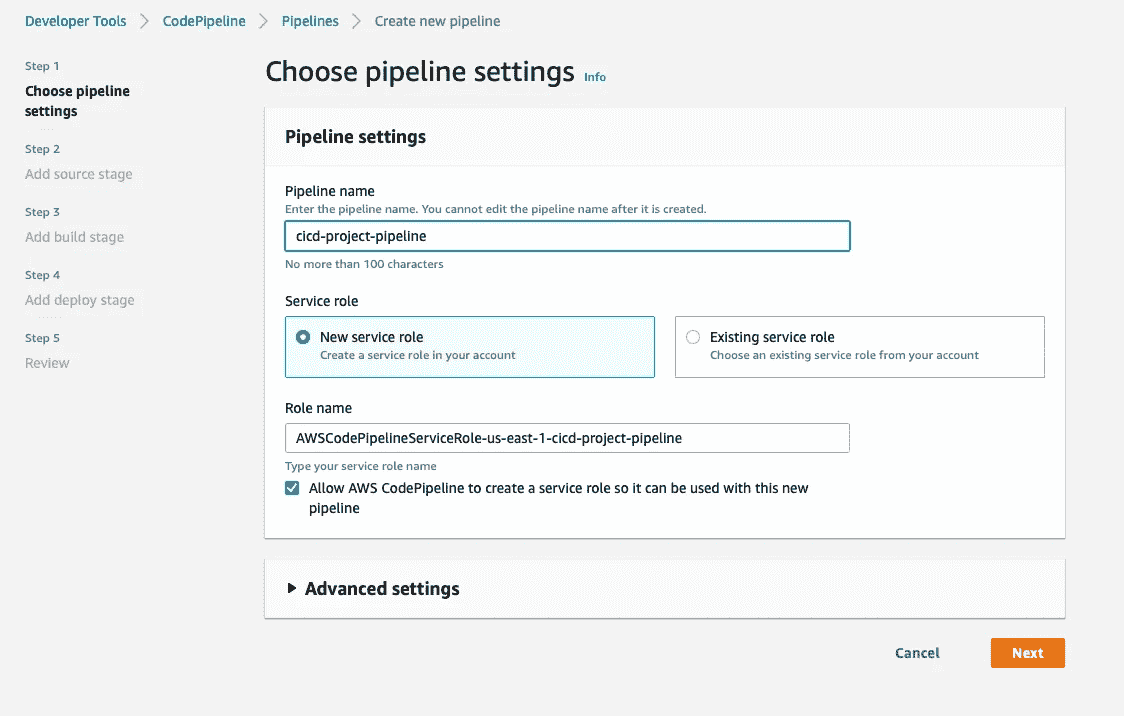 Developer Tools > CodePipeline > Pipelines > Create new pipeline
Step 1
Choose pipeline
settings
Step 2
Add source stage
Step 3
Add build stage
Step 4
Add deploy stage
Step 5
Review
Choose pipeline settings Info
Pipeline settings
Pipeline name
Enter the pipeline name. You cannot edit the pipeline name after it is created.
cicd-project-pipeline
No more than 100 characters
Service role
New service role
Create a service role in your account
Existing service role
Choose an existing service role from your account
Role name
AWSCodePipelineServiceRole-us-east-1-cicd-project-pipeline
Type your service role name
Allow AWS CodePipeline to create a service role so it can be used with this new
pipeline
Advanced settings
Cancel
Next